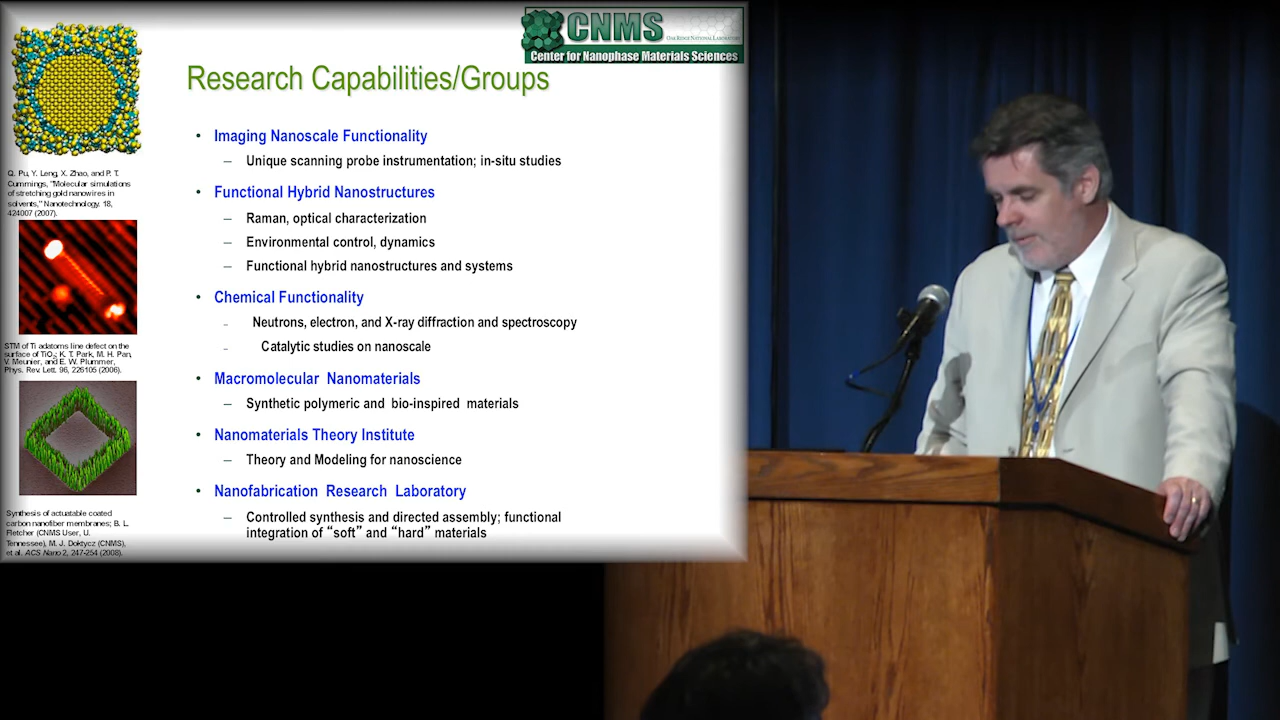 CNMS
OAK RIDGE NATIONAL LABORATORY
Center for Nanophase Materials Sciences
Research Capabilities/Groups
• Imaging Nanoscale Functionality
– Unique scanning probe instrumentation; in-situ studies
• Functional Hybrid Nanostructures
– Raman, optical characterization
– Environmental control, dynamics
– Functional hybrid nanostructures and systems
• Chemical Functionality
– Neutrons, electron, and X-ray diffraction and spectroscopy
– Catalytic studies on nanoscale
• Macromolecular Nanomaterials
– Synthetic polymeric and bio-inspired materials
• Nanomaterials Theory Institute
– Theory and Modeling for nanoscience
• Nanofabrication Research Laboratory
– Controlled synthesis and directed assembly; functional
integration of “soft” and “hard” materials
Q. Pu, Y. Leng, X. Zhao, and P. T.
Cummings, "Molecular simulations
of stretching gold nanowires in
solvents," Nanotechnology. 18,
424007 (2007).
STM of Ti adatoms line defect on the
surface of TiO2; K. T. Park, M. H. Pan,
V. Meunier, and E. W. Plummer,
Phys. Rev. Lett. 96, 226105 (2006).
Synthesis of actuatable coated
carbon nanofiber membranes; B. L.
Fletcher (CNMS User, U.
Tennessee), M. J. Doktycz (CNMS),
et al. ACS Nano 2, 247-254 (2008).